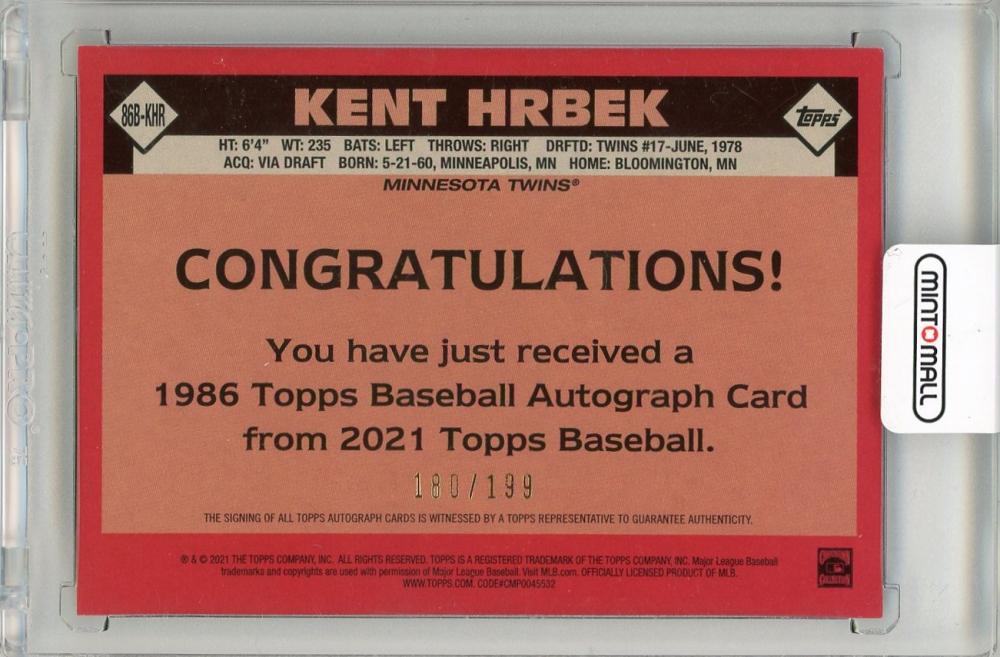 86B-KHR
KENT HRBEK
Topps
HT: 6'4" WT: 235 BATS: LEFT THROWS: RIGHT DRFTD: TWINS #17-JUNE, 1978
ACQ: VIA DRAFT BORN: 5-21-60, MINNEAPOLIS, MN HOME: BLOOMINGTON, MN
MINNESOTA TWINS®
CONGRATULATIONS!
You have just received a
1986 Topps Baseball Autograph Card
from 2021 Topps Baseball.
180/199
THE SIGNING OF ALL TOPPS AUTOGRAPH CARDS IS WITNESSED BY A TOPPS REPRESENTATIVE TO GUARANTEE AUTHENTICITY.
® & © 2021 THE TOPPS COMPANY, INC. ALL RIGHTS RESERVED. TOPPS IS A REGISTERED TRADEMARK OF THE TOPPS COMPANY, INC. Major League Baseball
trademarks and copyrights are used with permission of Major League Baseball. Visit MLB.com. OFFICIALLY LICENSED PRODUCT OF MLB.
WWW.TOPPS.COM. CODE#CMP0045532
MINT MALL